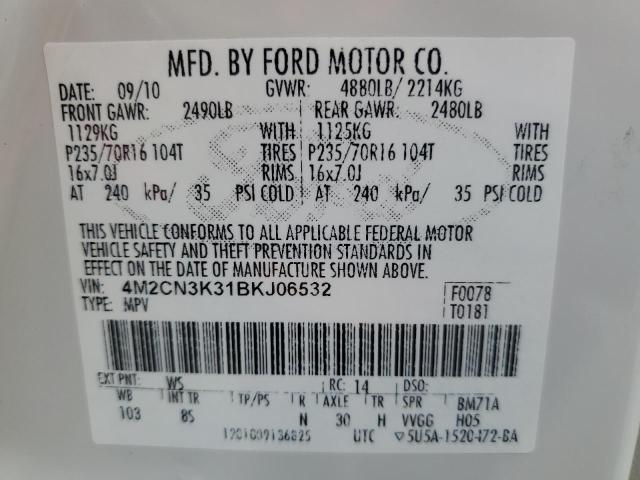 MFD. BY FORD MOTOR CO.
DATE: 09/10 GVWR: 4880LB/ 2214KG
FRONT GAWR: 2490LB REAR GAWR: 2480LB
1129KG WITH 1125KG WITH
P235/70R16 104T TIRES P235/70R16 104T TIRES
16x7.0J RIMS 16x7.0J RIMS
AT 240 kPa/ 35 PSI COLD AT 240 kPa/ 35 PSI COLD
THIS VEHICLE CONFORMS TO ALL APPLICABLE FEDERAL MOTOR
VEHICLE SAFETY AND THEFT PREVENTION STANDARDS IN
EFFECT ON THE DATE OF MANUFACTURE SHOWN ABOVE.
VIN: 4M2CN3K31BKJ06532 F0078
TYPE: MPV T0181
EXT PNT: WS RC: 14 DSO:
WB INT TR TP/PS R AXLE TR SPR BM71A
103 8S N 30 H VVGG H05
UTC ▽5U5A-1520472-BA